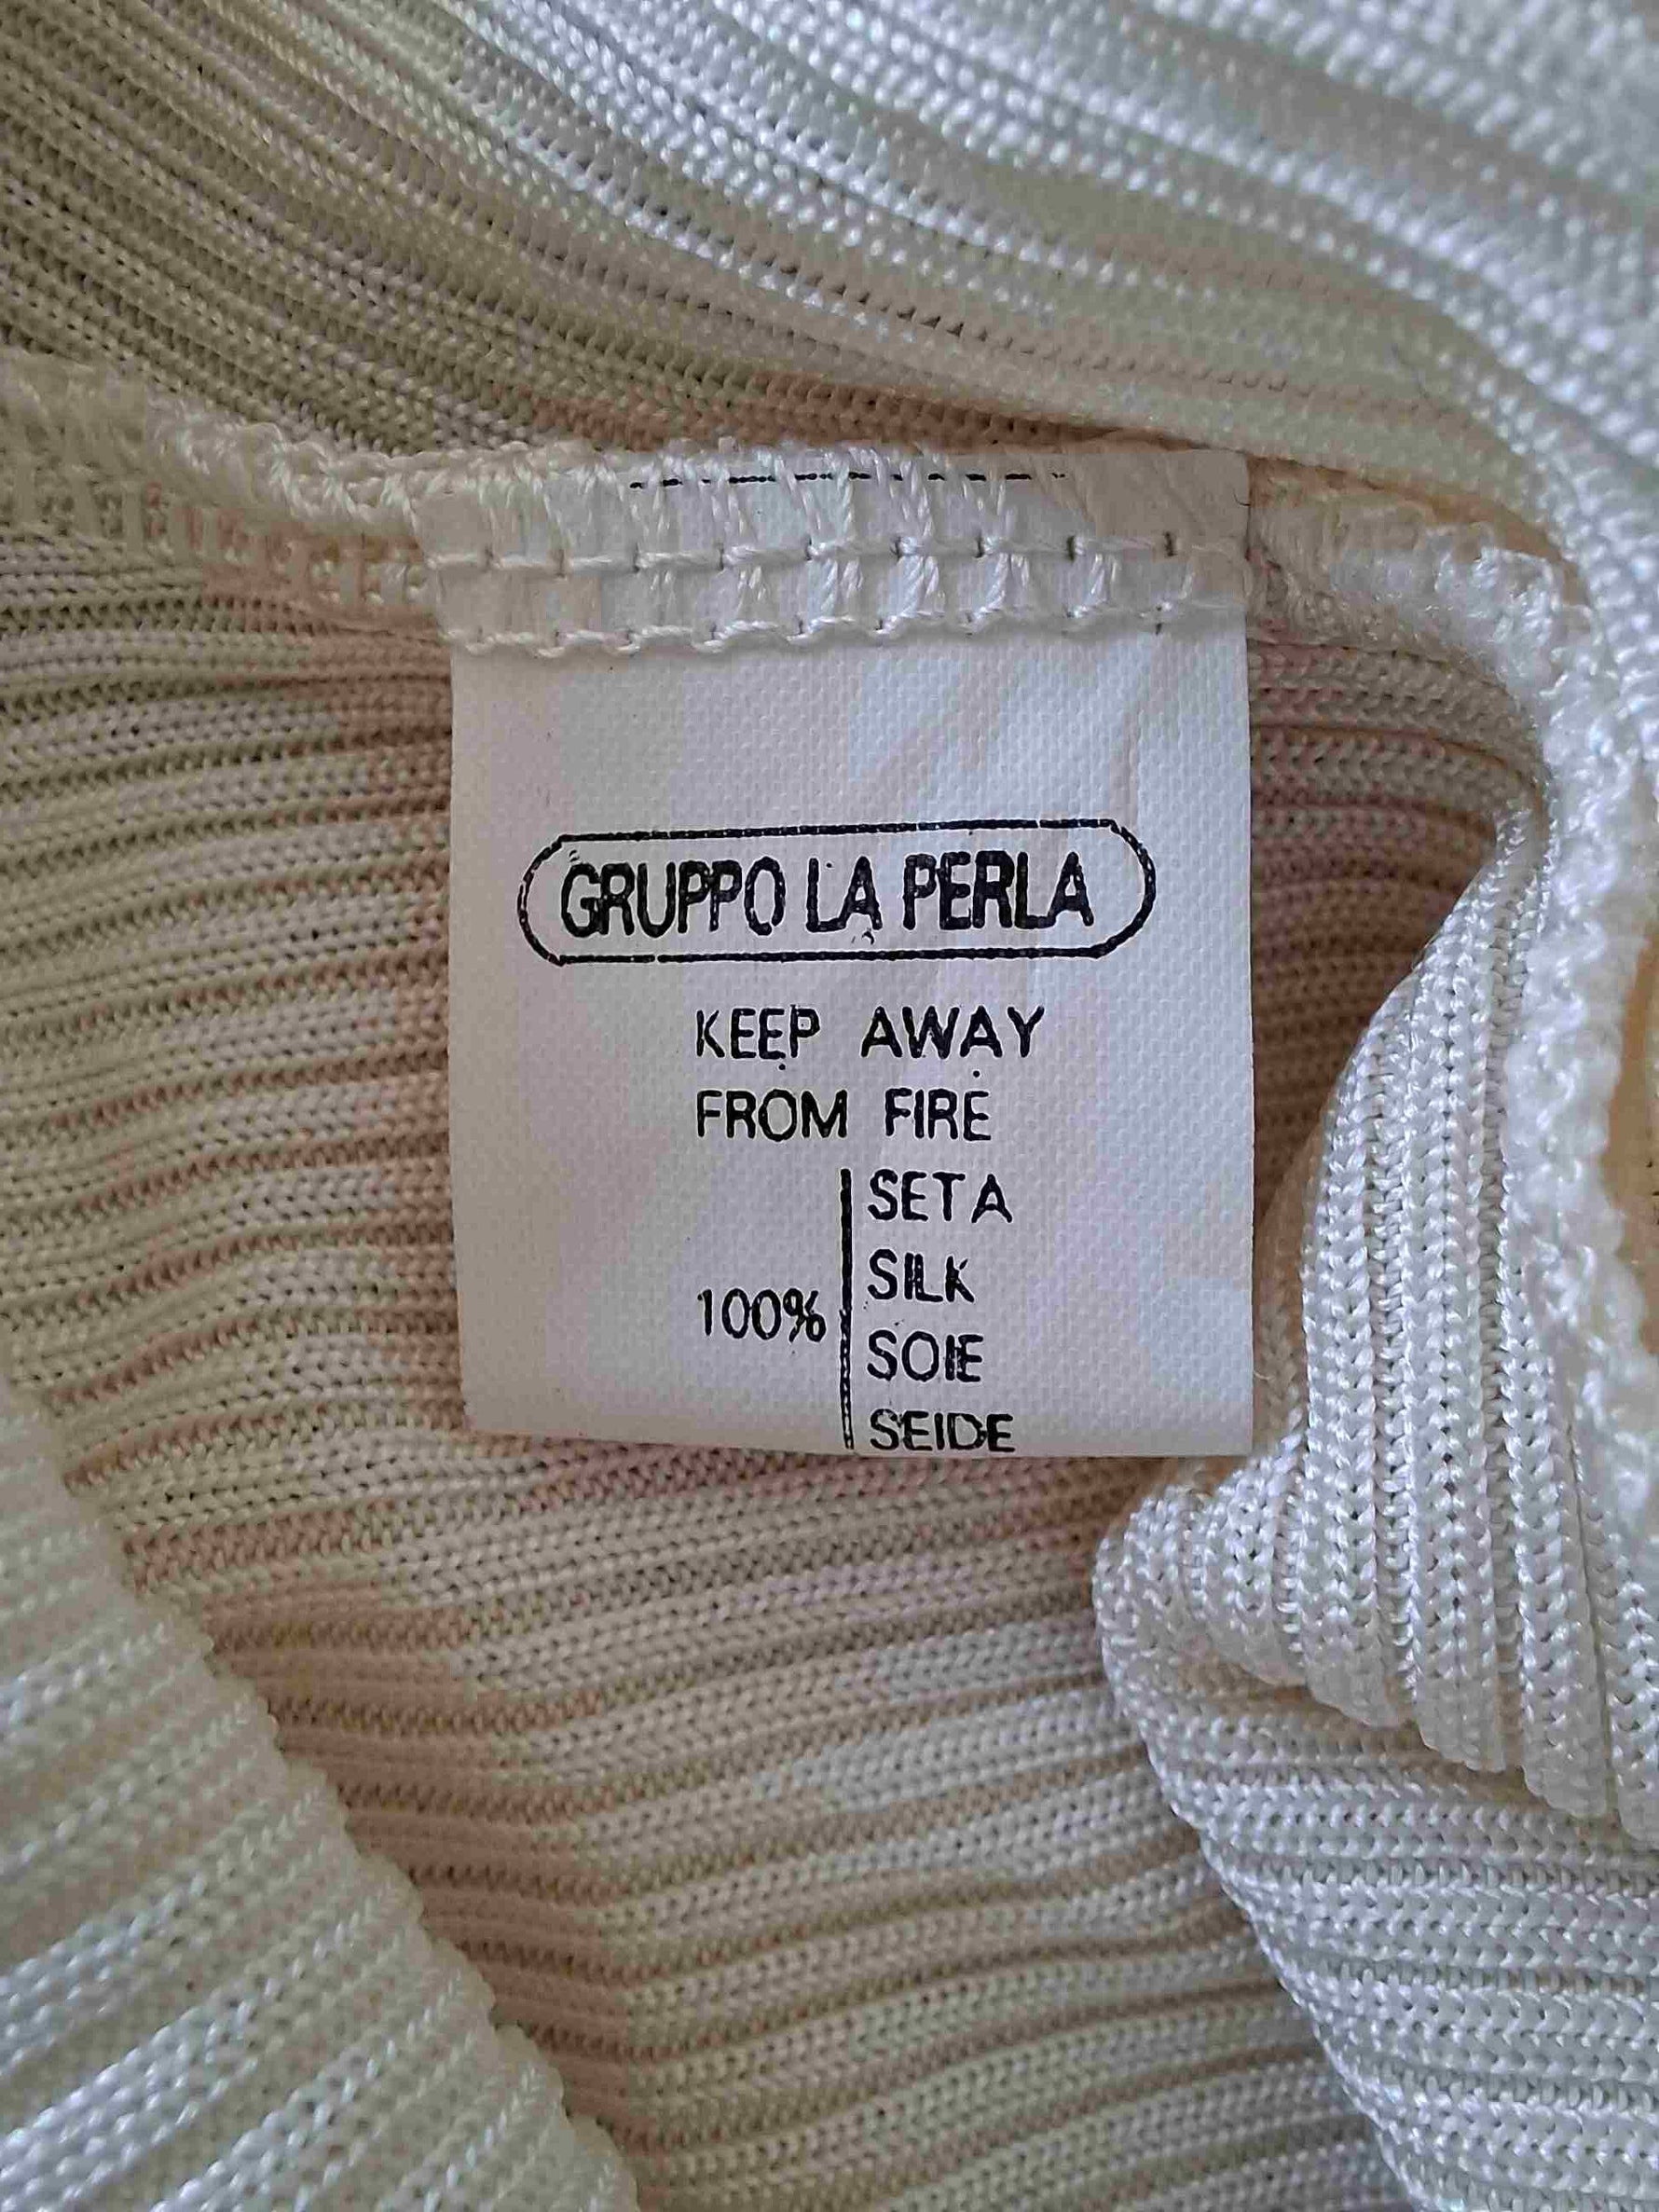 GRUPPO LA PERLA
KEEP AWAY
FROM FIRE
100%
SETA
SILK
SOIE
SEIDE